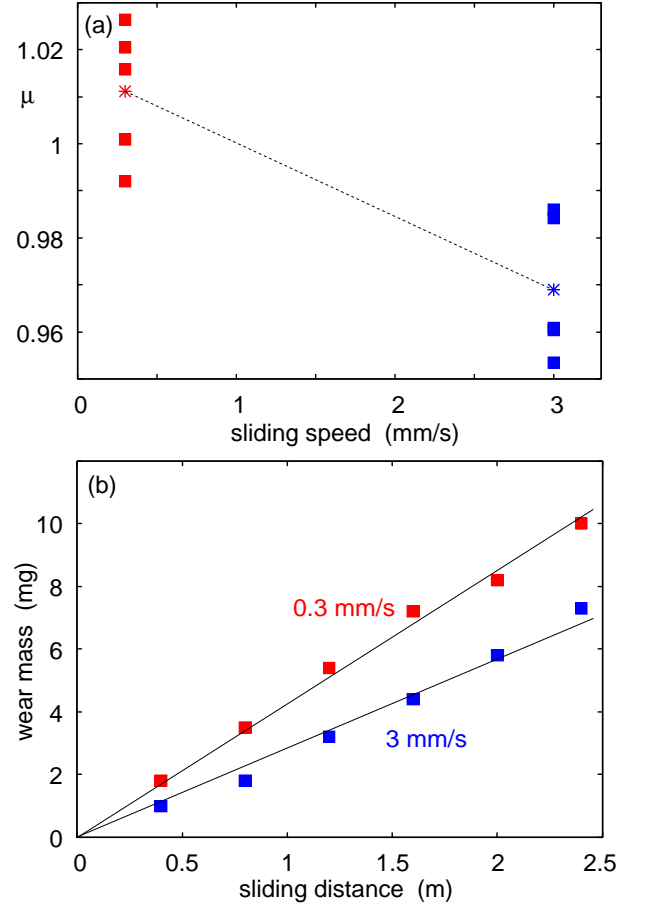 (a)
1.02
μ
1
0.98
0.96
0 1 2 3
sliding speed (mm/s)
(b)
10
8
6
4
2
0
wear mass (mg)
0.3 mm/s
3 mm/s
0 0.5 1 1.5 2 2.5
sliding distance (m)